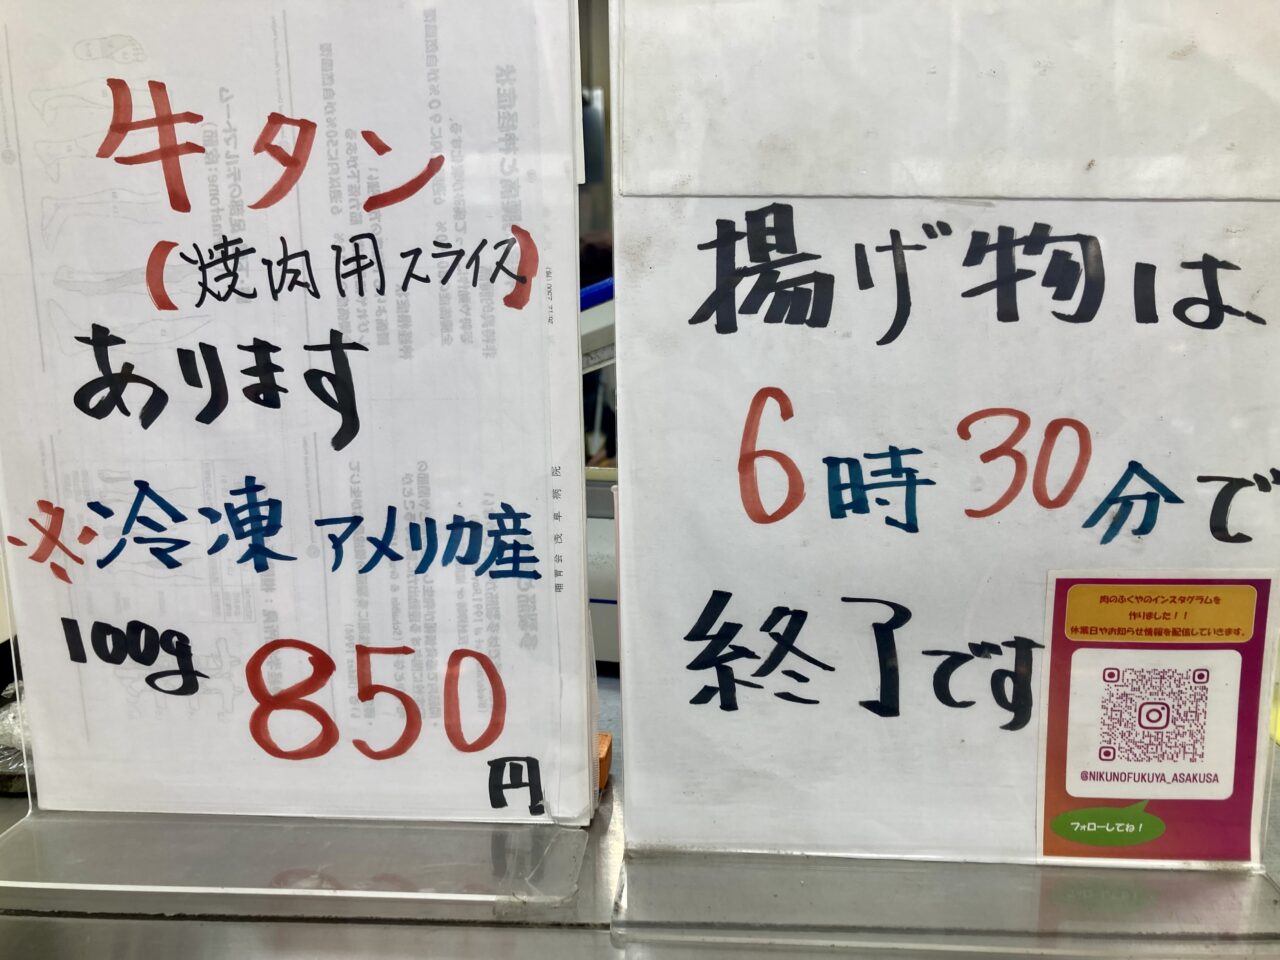 牛タン
(焼肉用スライス)
あります
※冷凍 アメリカ産
100g
850
円
揚げ物は
6時30分で
終了です
肉のふくやのインスタグラムを
作りました！！
休業日やお知らせ情報を配信していきます。
@NIKUNOFUKUYA_ASAKUSA
フォローしてね！